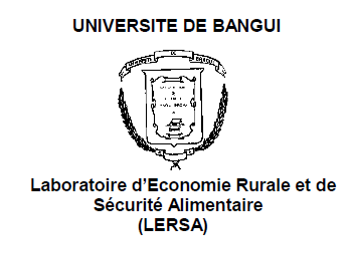 UNIVERSITE DE BANGUI
Laboratoire d'Economie Rurale et de
Sécurité Alimentaire
(LERSA)